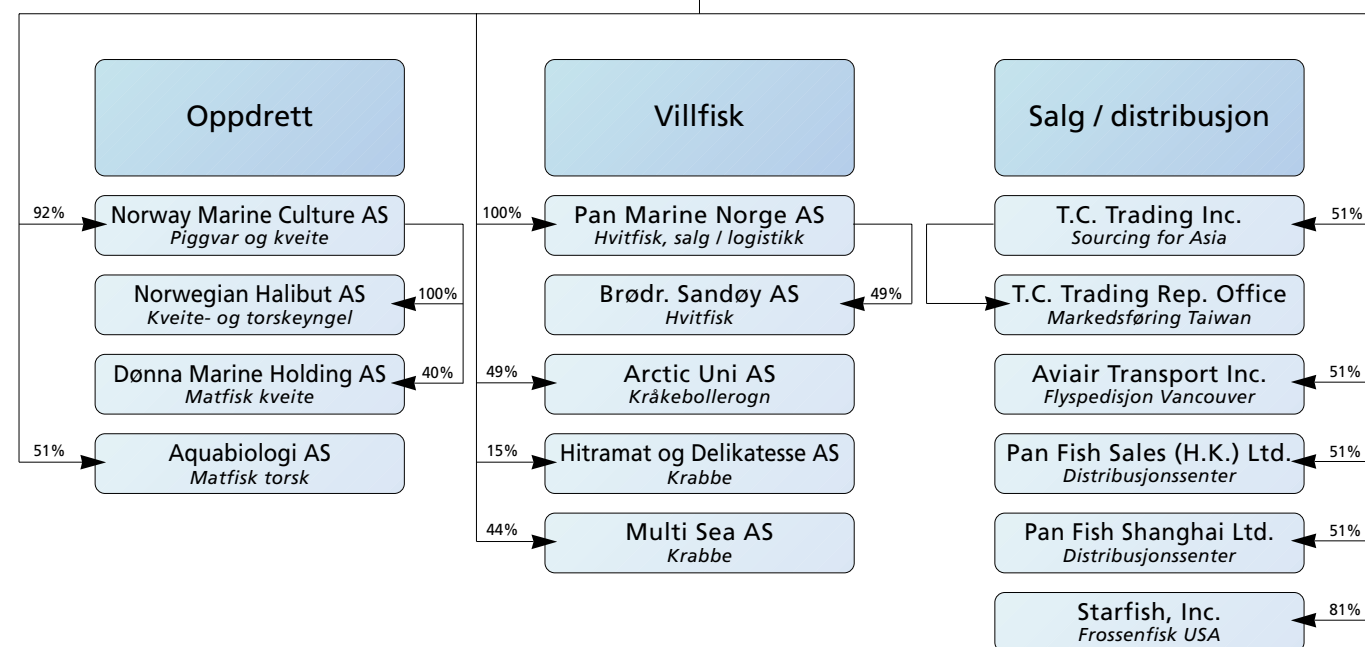 Oppdrett
92%
Norway Marine Culture AS
Piggvar og kveite
Norwegian Halibut AS
Kveite- og torskeyngel
100%
Dønna Marine Holding AS
Matfisk kveite
40%
51%
Aquabiologi AS
Matfisk torsk
Villfisk
100%
Pan Marine Norge AS
Hvitfisk, salg / logistikk
Brødr. Sandøy AS
Hvitfisk
49%
49%
Arctic Uni AS
Kråkebollerogn
15%
Hitramat og Delikatesse AS
Krabbe
44%
Multi Sea AS
Krabbe
Salg / distribusjon
T.C. Trading Inc.
Sourcing for Asia
51%
T.C. Trading Rep. Office
Markedsføring Taiwan
Aviair Transport Inc.
Flyspedisjon Vancouver
51%
Pan Fish Sales (H.K.) Ltd.
Distribusjonssenter
51%
Pan Fish Shanghai Ltd.
Distribusjonssenter
51%
Starfish, Inc.
Frossenfisk USA
81%